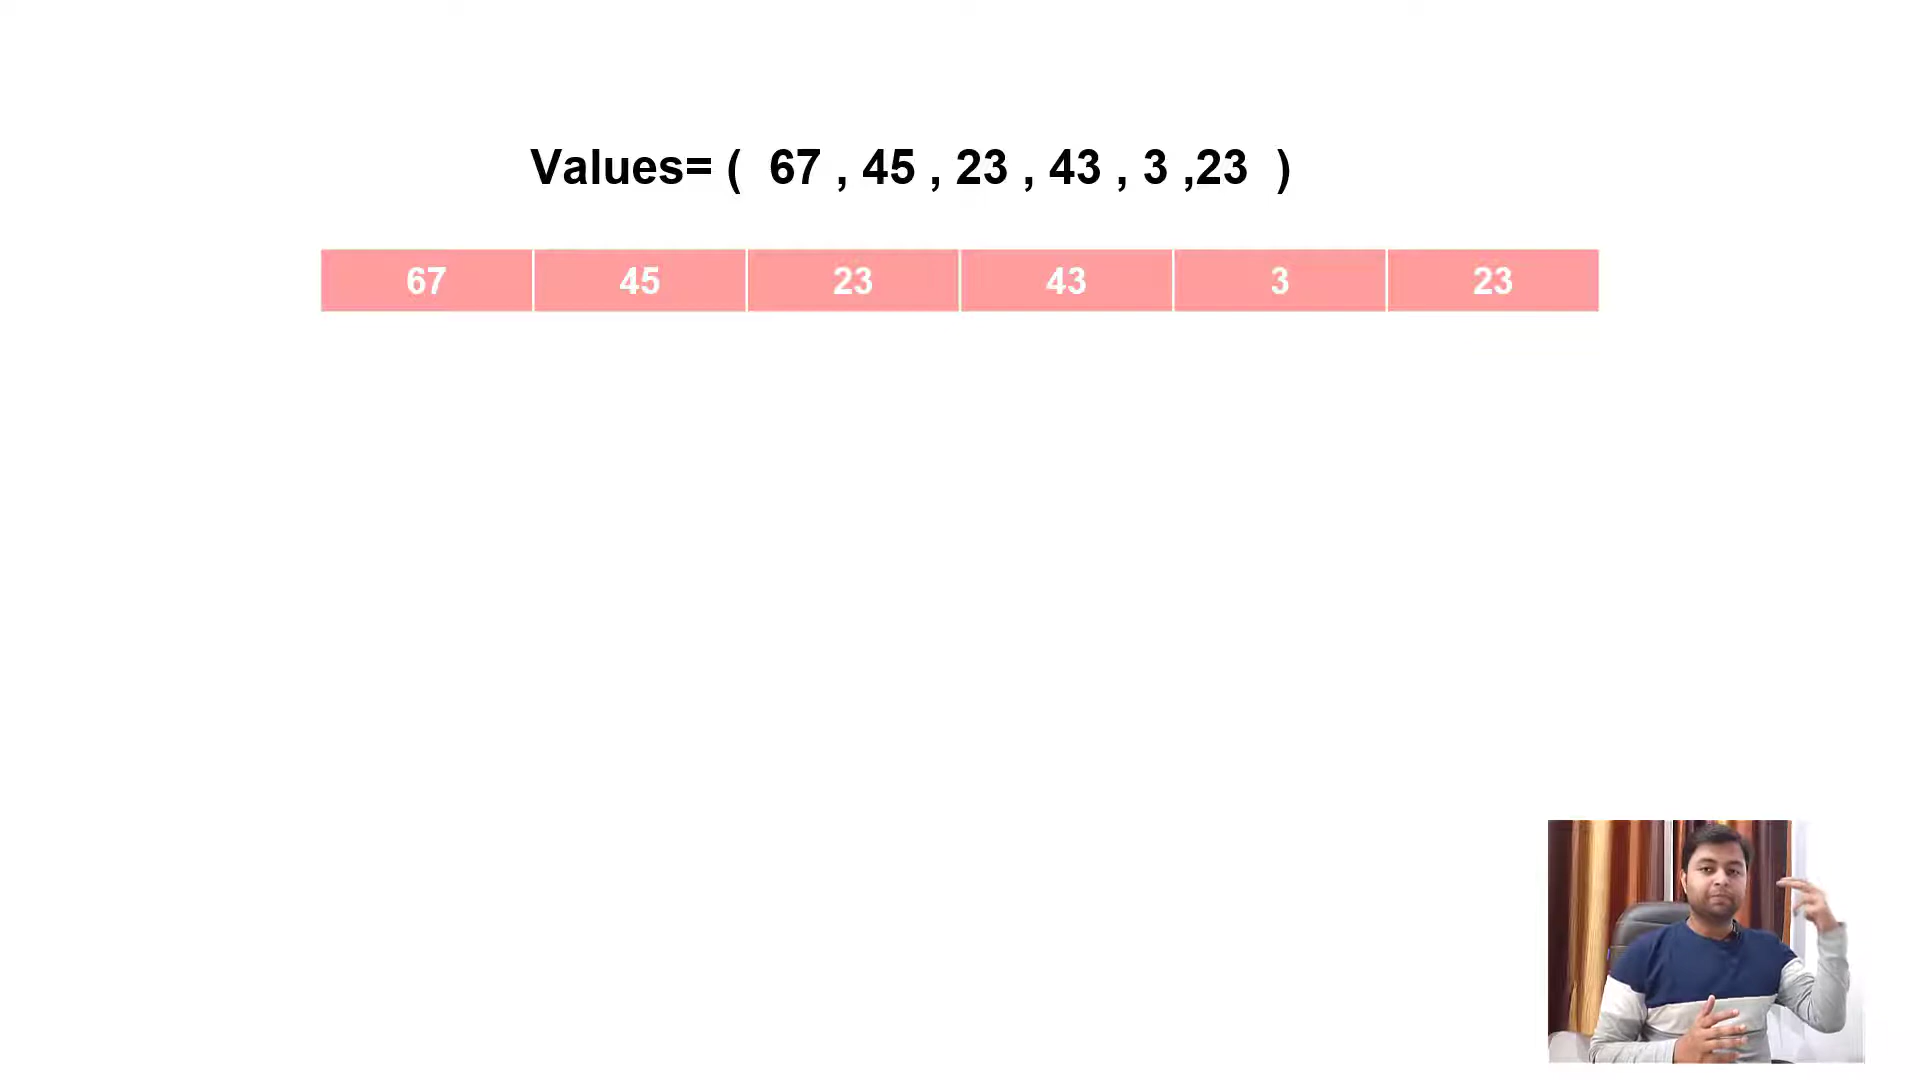 Values= ( 67 , 45 , 23 , 43 , 3 ,23 )
67 45 23 43 3 23